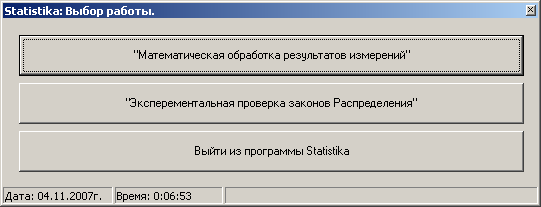 Statistika: Выбор работы.
"Математическая обработка результатов измерений"
"Эксперементальная проверка законов Распределения"
Выйти из программы Statistika
Дата: 04.11.2007г. Время: 0:06:53